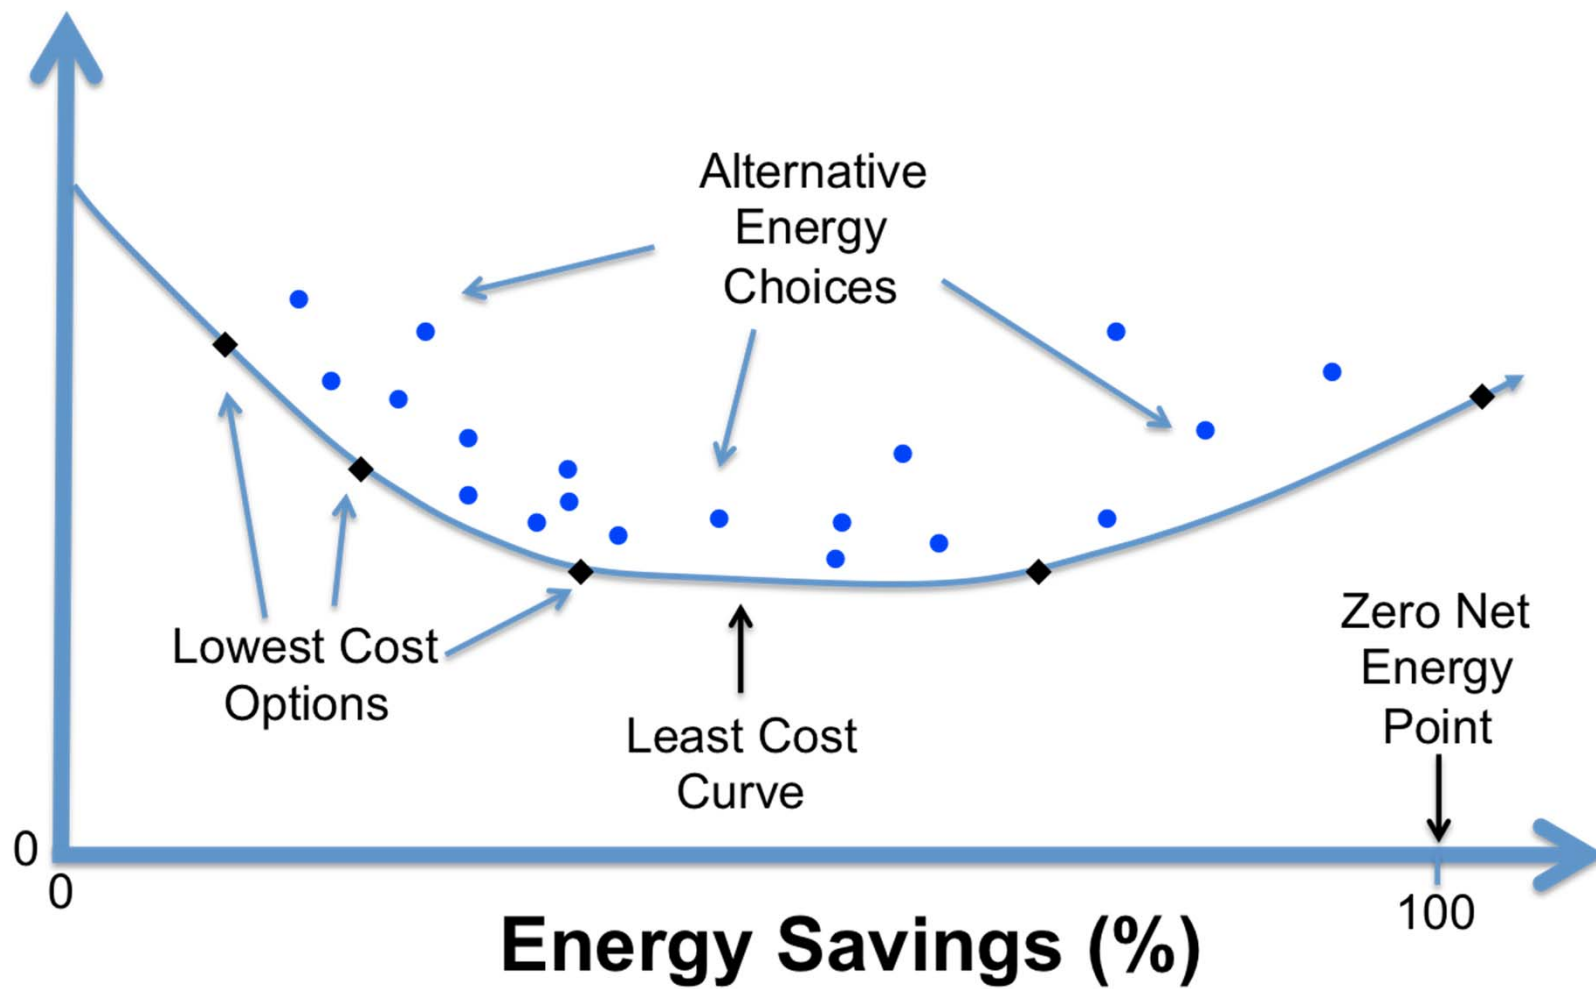 Alternative
Energy
Choices
Lowest Cost
Options
Least Cost
Curve
Zero Net
Energy
Point
0
0
100
Energy Savings (%)